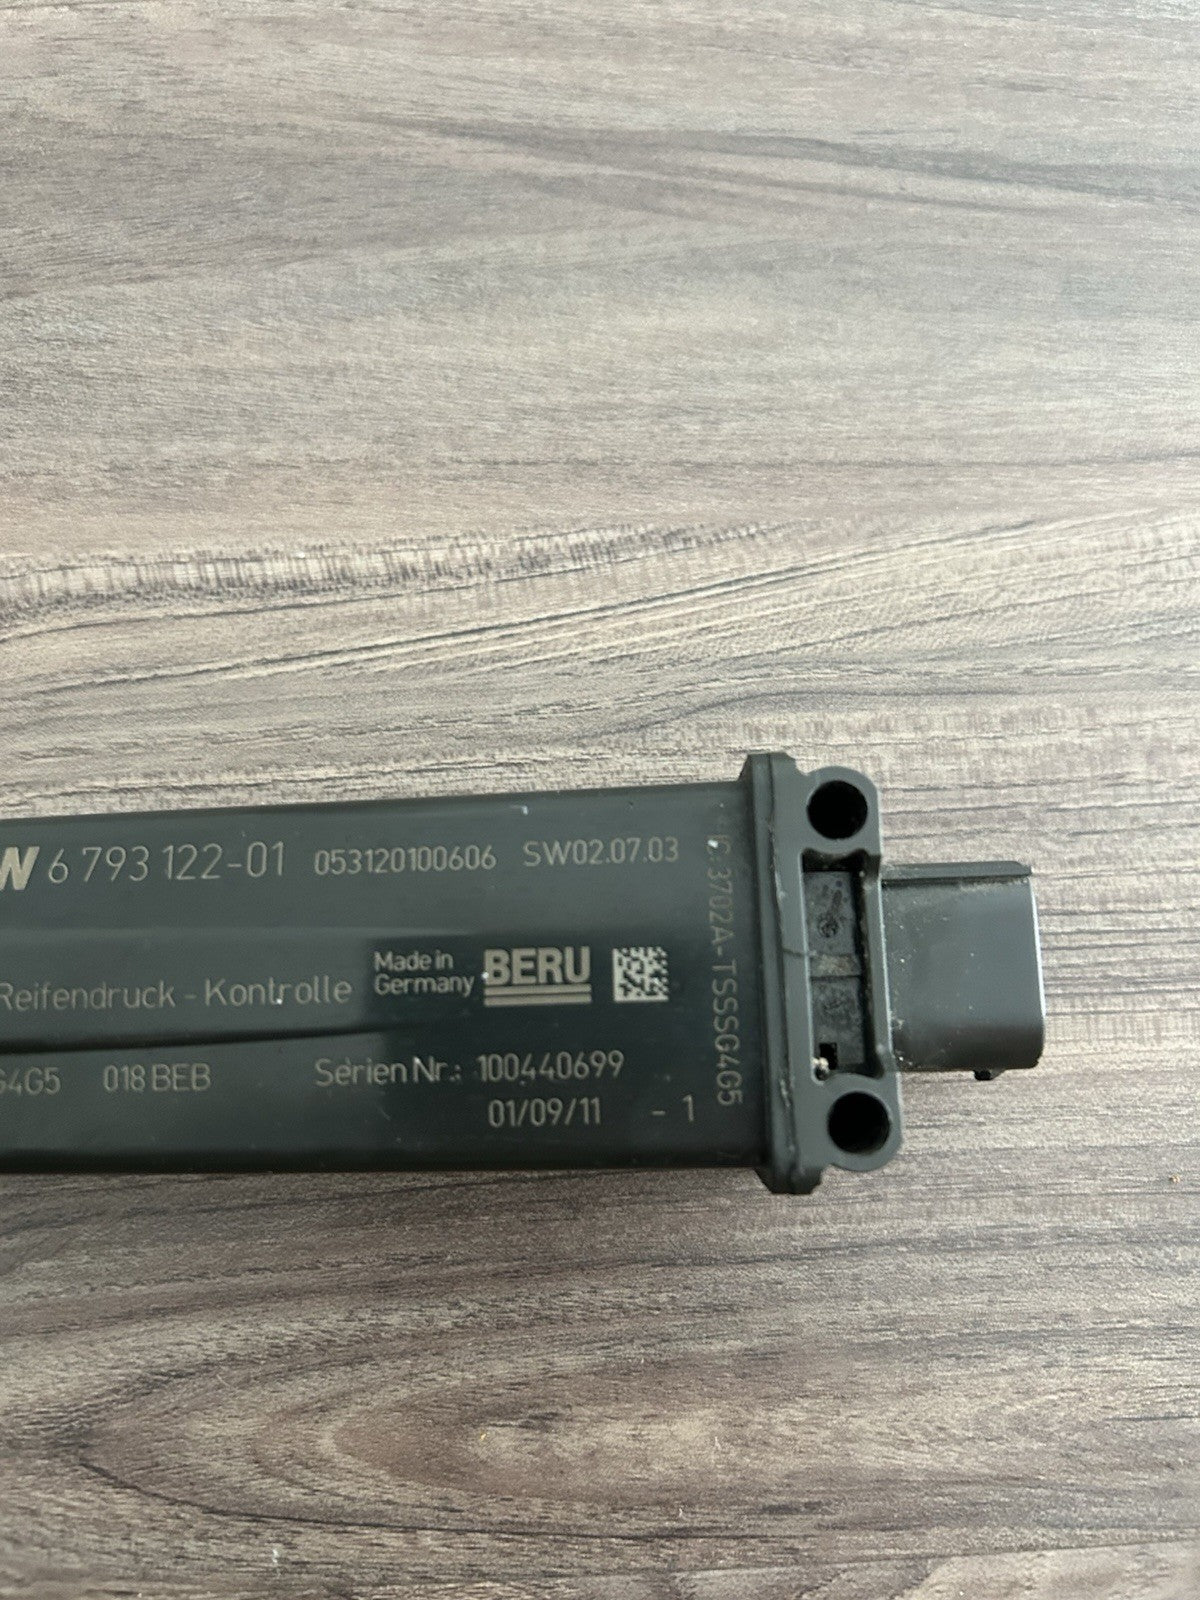 W 6 793 122-01 053120100606 SW02.07.03
Reifendruck - Kontrolle
Made in
Germany
BERU
G4G5 018 BEB Serien Nr.: 100440699
01/09/11 - 1
3702A-TSSSG4G5